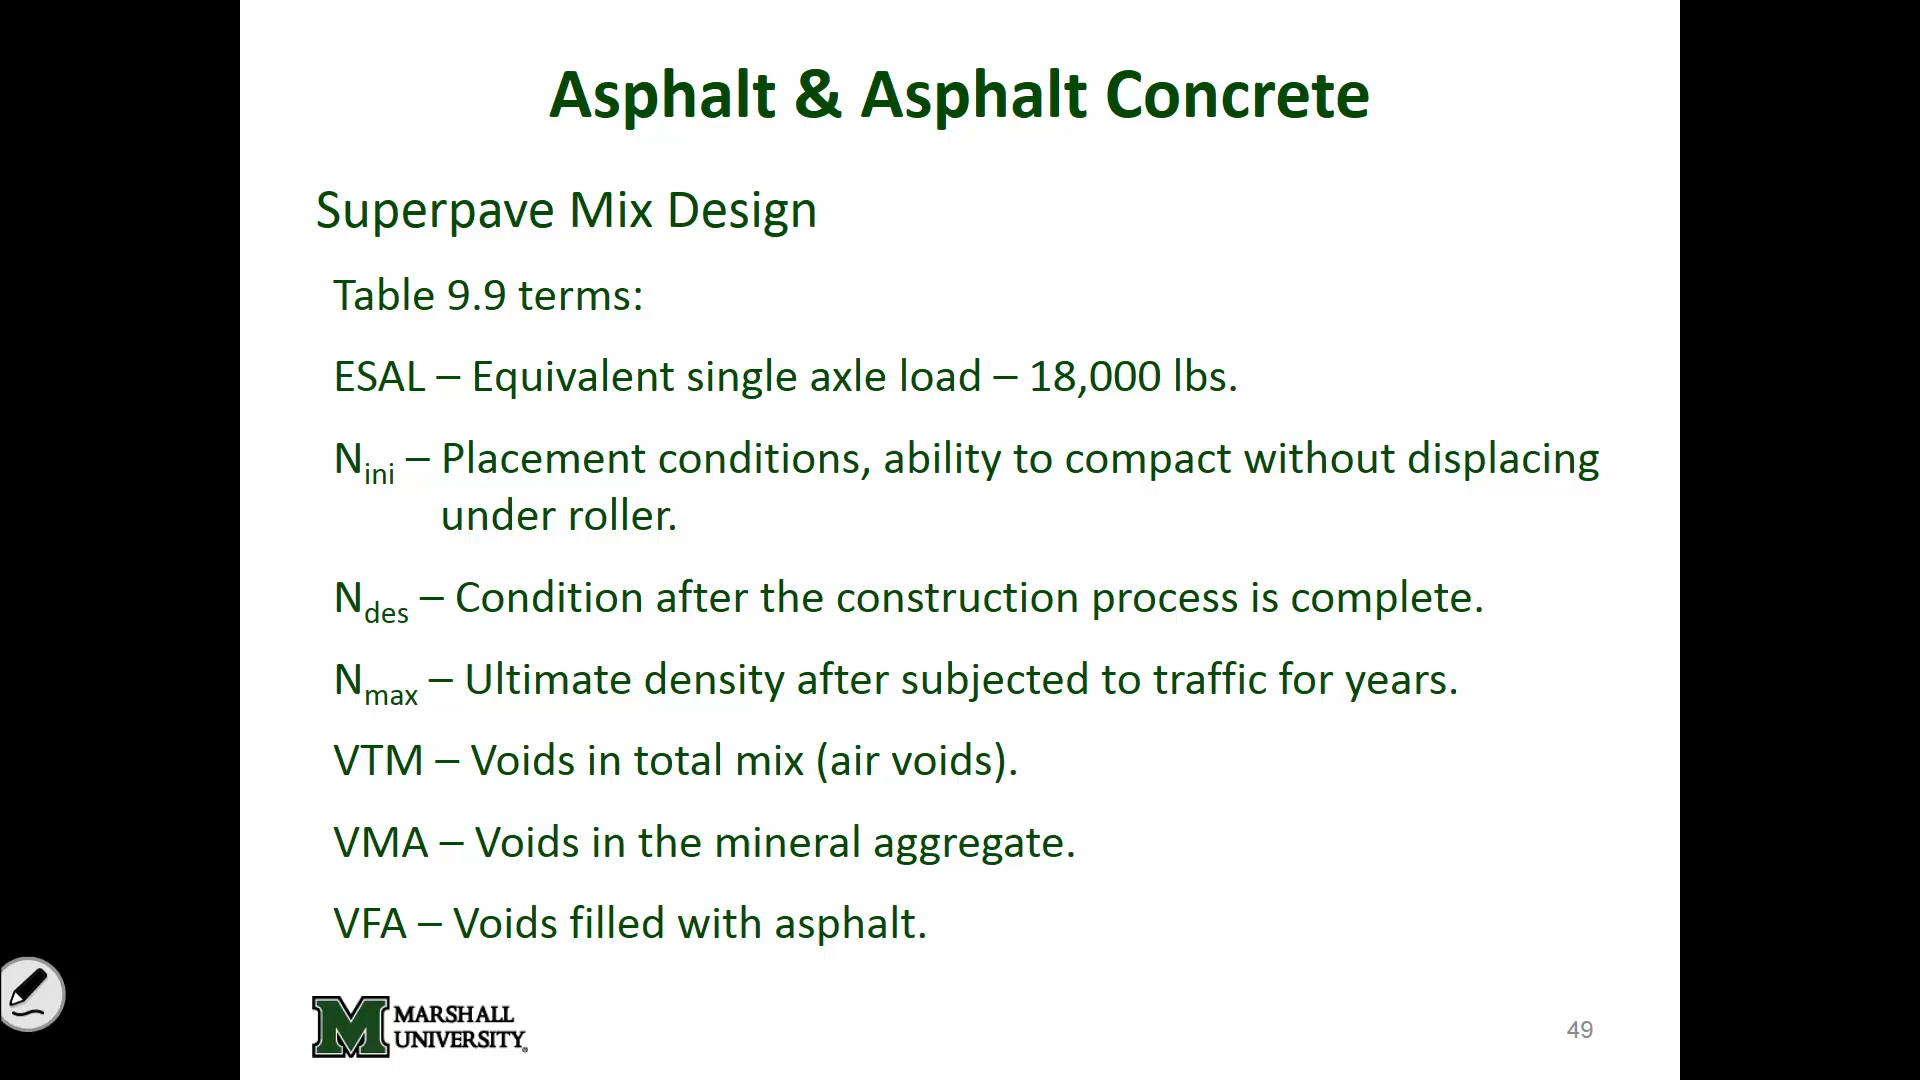 Asphalt & Asphalt Concrete
Superpave Mix Design
Table 9.9 terms:
ESAL – Equivalent single axle load – 18,000 lbs.
Nini – Placement conditions, ability to compact without displacing
under roller.
Ndes – Condition after the construction process is complete.
Nmax – Ultimate density after subjected to traffic for years.
VTM – Voids in total mix (air voids).
VMA – Voids in the mineral aggregate.
VFA – Voids filled with asphalt.
M MARSHALL
UNIVERSITY®
49